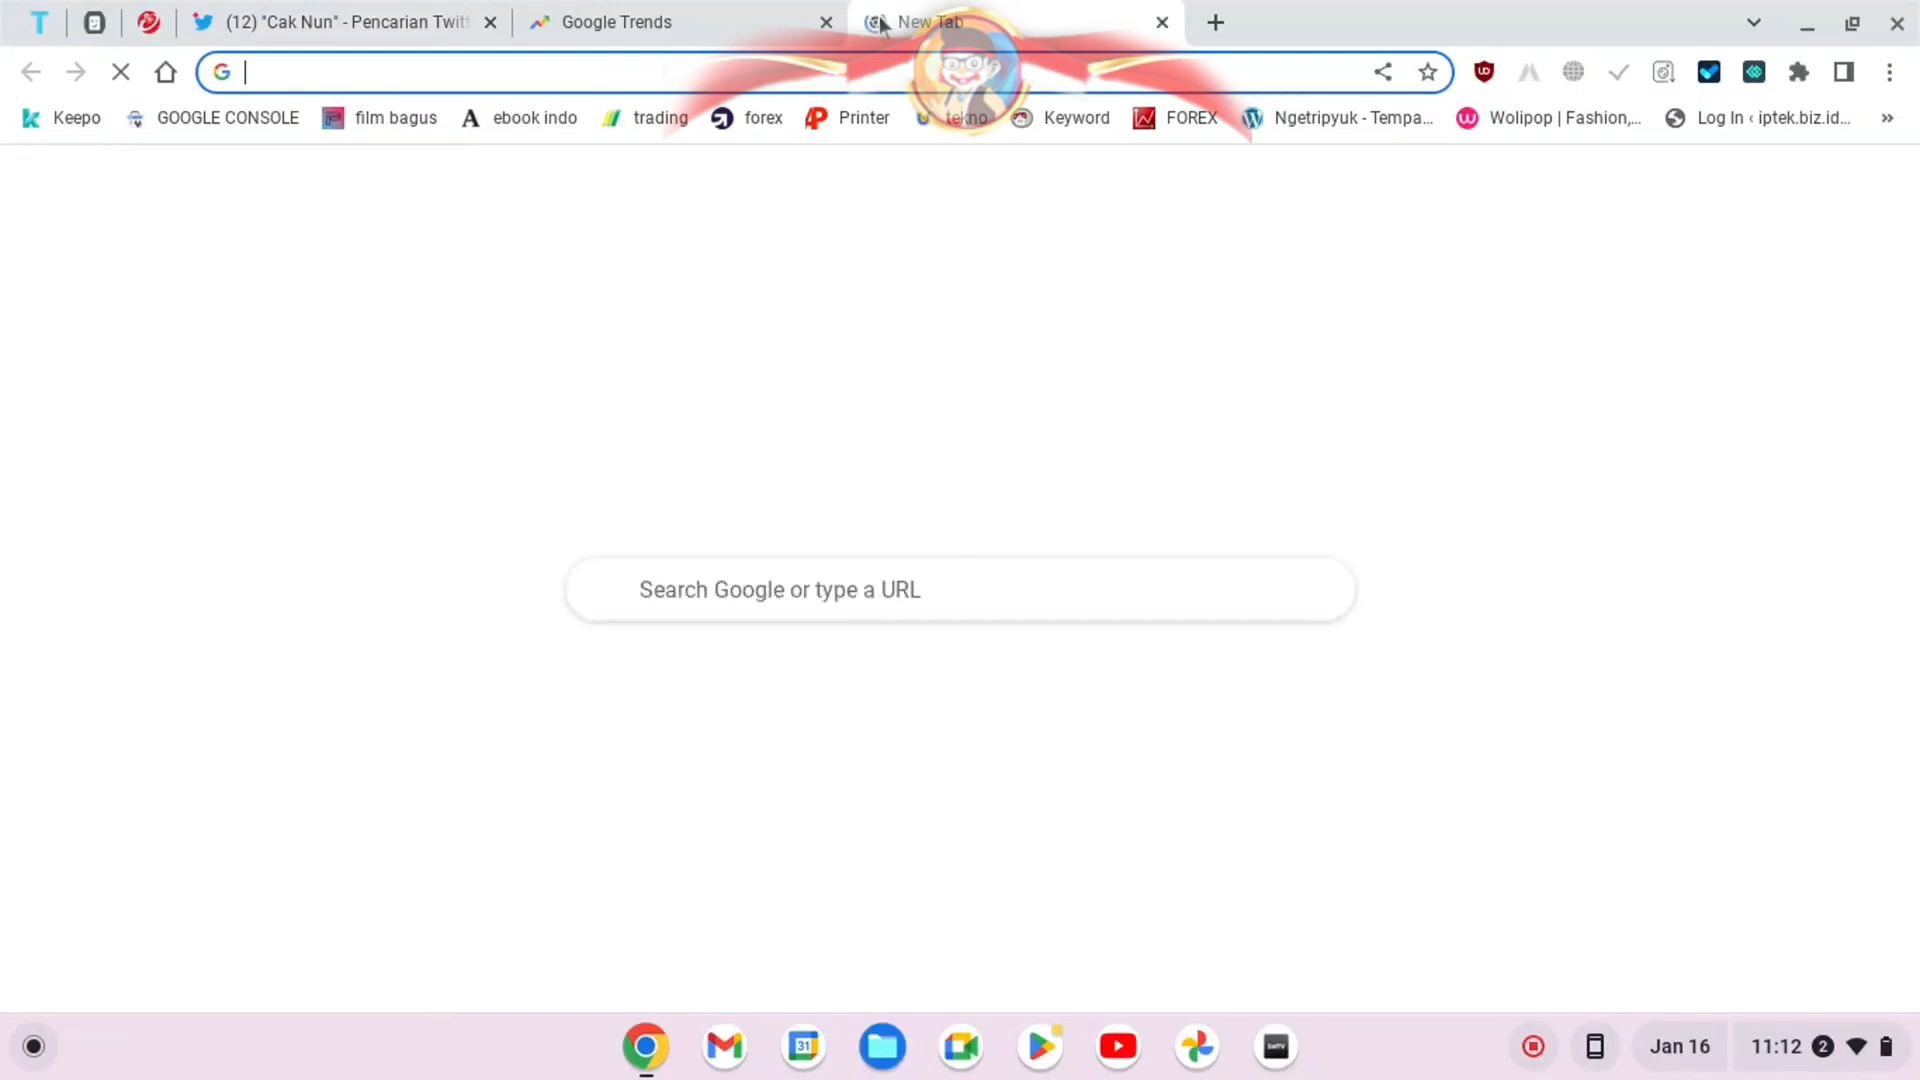 (12) "Cak Nun" - Pencarian Twitt
Google Trends
New Tab
Keepo
GOOGLE CONSOLE
film bagus
ebook indo
trading
forex
Printer
tekno
Keyword
FOREX
Ngetripyuk - Tempa...
Wolipop | Fashion,...
Log In ‹ iptek.biz.id...
»
Search Google or type a URL
Jan 16
11:12
2